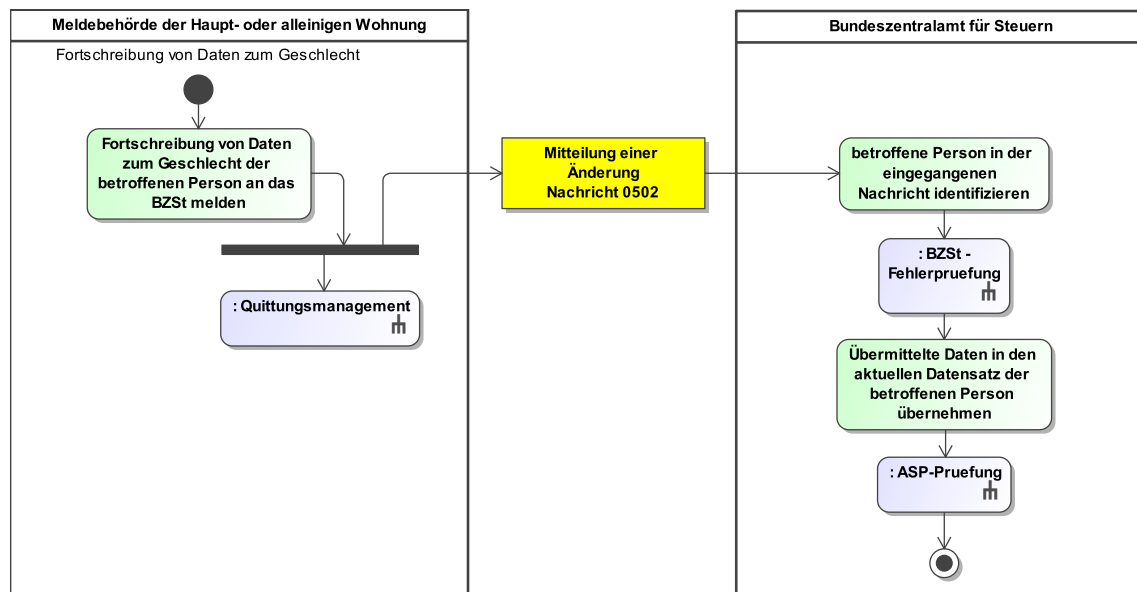 Meldebehörde der Haupt- oder alleinigen Wohnung
Fortschreibung von Daten zum Geschlecht
Fortschreibung von Daten
zum Geschlecht der
betroffenen Person an das
BZSt melden
: Quittungsmanagement
Mitteilung einer
Änderung
Nachricht 0502
Bundeszentralamt für Steuern
betroffene Person in der
eingegangenen
Nachricht identifizieren
: BZSt -
Fehlerpruefung
Übermittelte Daten in den
aktuellen Datensatz der
betroffenen Person
übernehmen
: ASP-Pruefung